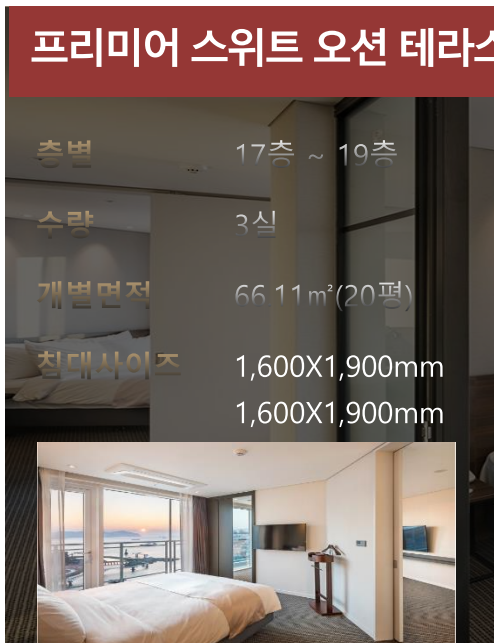 프리미어 스위트 오션 테라스
층별 17층 ~ 19층
수량 3실
개별면적 66.11㎡(20평)
침대사이즈 1,600X1,900mm
1,600X1,900mm